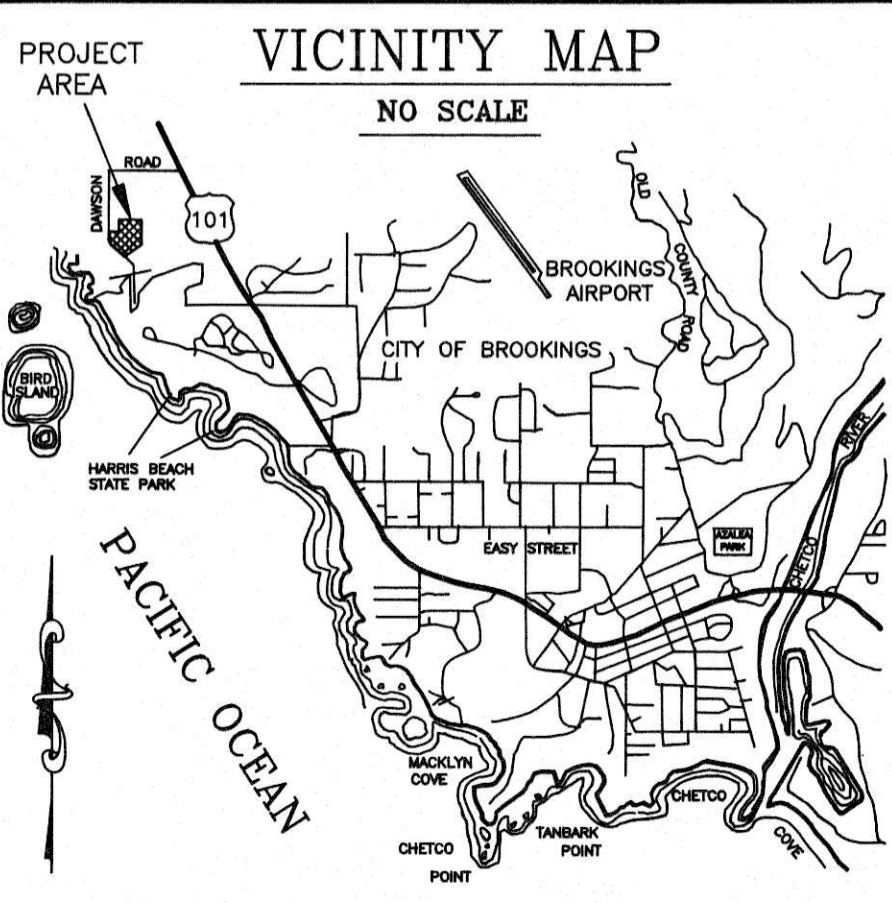 VICINITY MAP
NO SCALE
PROJECT
AREA
ROAD
DAWSON
101
OLD
COUNTY
ROAD
BROOKINGS
AIRPORT
CITY OF BROOKINGS
BIRD
ISLAND
HARRIS BEACH
STATE PARK
RIVER
CHETCO
AZALEA
PARK
EASY STREET
PACIFIC OCEAN
MACKLYN
COVE
CHETCO
POINT
TANBARK
POINT
CHETCO
COVE